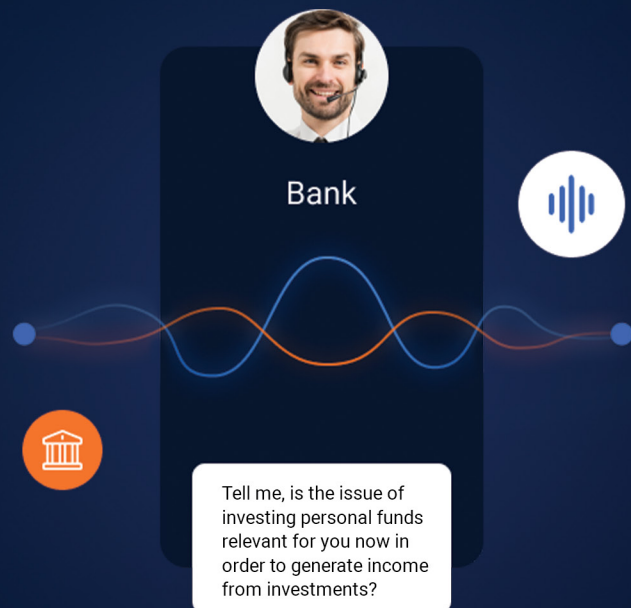 Bank
Tell me, is the issue of
investing personal funds
relevant for you now in
order to generate income
from investments?